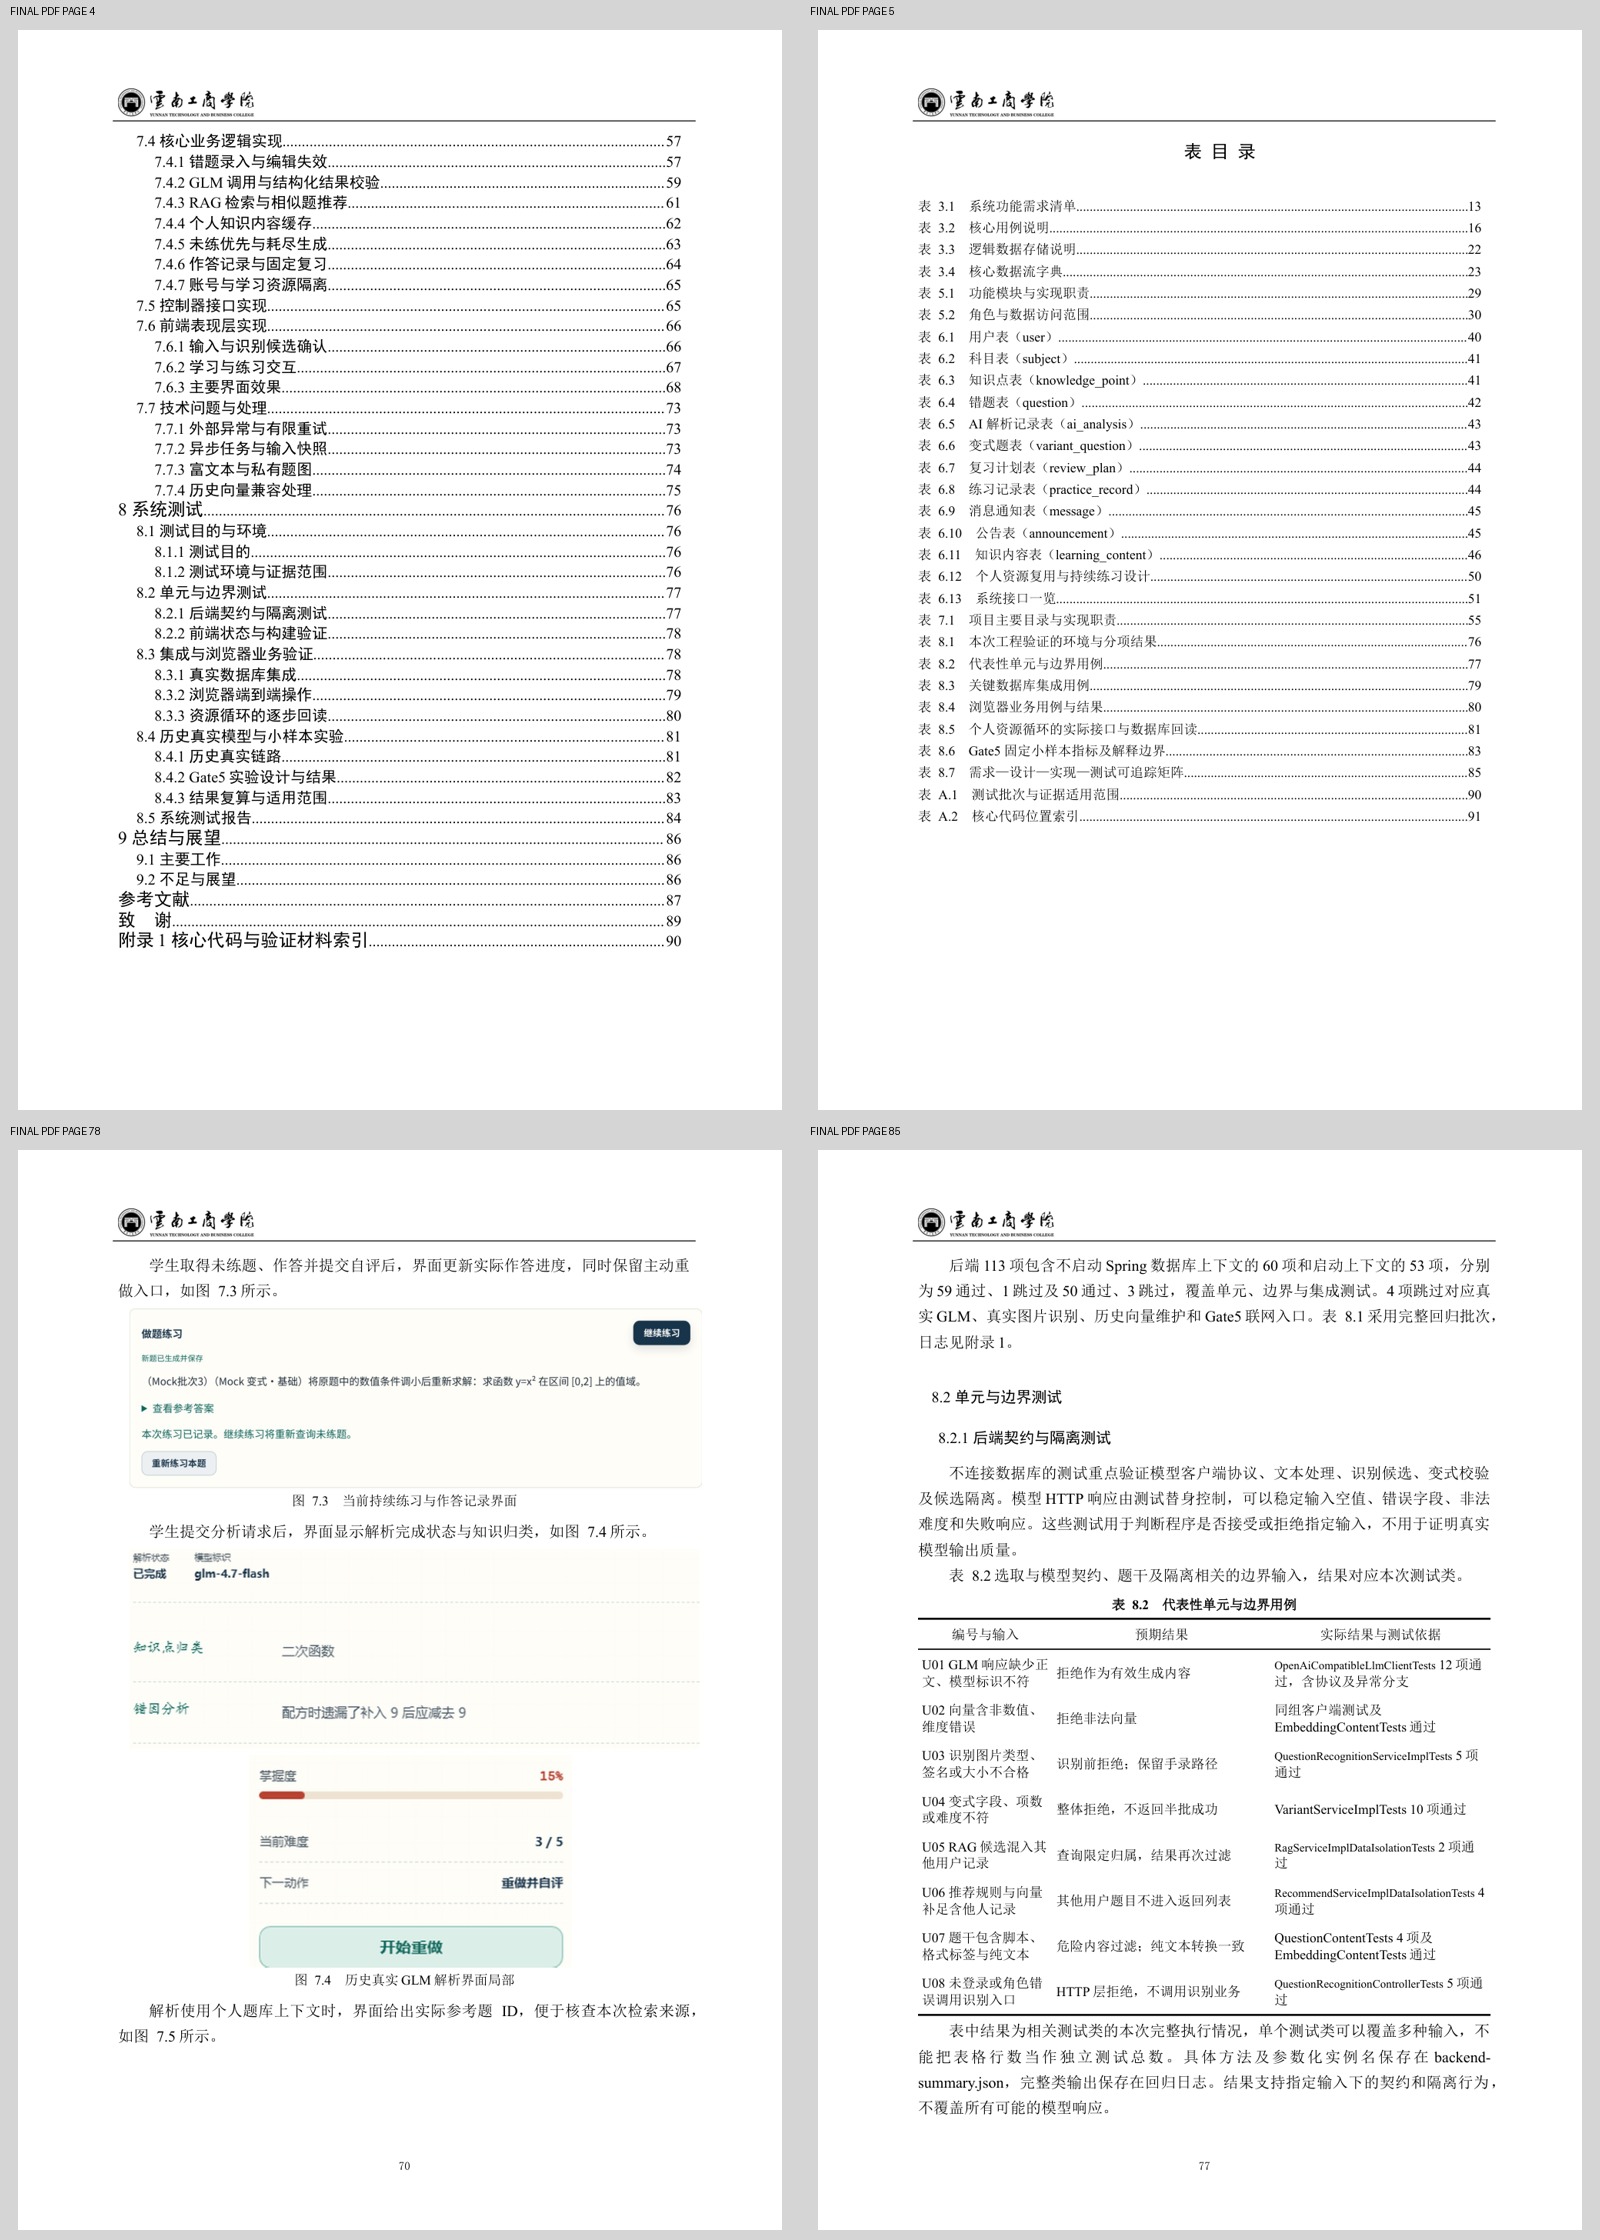 FINAL PDF PAGE 4
雲南工商學院
YUNNAN TECHNOLOGY AND BUSINESS COLLEGE
7.4 核心业务逻辑实现 57
7.4.1 错题录入与编辑失效 57
7.4.2 GLM 调用与结构化结果校验 59
7.4.3 RAG 检索与相似题推荐 61
7.4.4 个人知识内容缓存 62
7.4.5 未练优先与耗尽生成 63
7.4.6 作答记录与固定复习 64
7.4.7 账号与学习资源隔离 65
7.5 控制器接口实现 65
7.6 前端表现层实现 66
7.6.1 输入与识别候选确认 66
7.6.2 学习与练习交互 67
7.6.3 主要界面效果 68
7.7 技术问题与处理 73
7.7.1 外部异常与有限重试 73
7.7.2 异步任务与输入快照 73
7.7.3 富文本与私有题图 74
7.7.4 历史向量兼容处理 75
8 系统测试 76
8.1 测试目的与环境 76
8.1.1 测试目的 76
8.1.2 测试环境与证据范围 76
8.2 单元与边界测试 77
8.2.1 后端契约与隔离测试 77
8.2.2 前端状态与构建验证 78
8.3 集成与浏览器业务验证 78
8.3.1 真实数据库集成 78
8.3.2 浏览器端到端操作 79
8.3.3 资源循环的逐步回读 80
8.4 历史真实模型与小样本实验 81
8.4.1 历史真实链路 81
8.4.2 Gate5 实验设计与结果 82
8.4.3 结果复算与适用范围 83
8.5 系统测试报告 84
9 总结与展望 86
9.1 主要工作 86
9.2 不足与展望 86
参考文献 87
致 谢 89
附录 1 核心代码与验证材料索引 90
FINAL PDF PAGE 5
雲南工商學院
YUNNAN TECHNOLOGY AND BUSINESS COLLEGE
表 目 录
表 3.1 系统功能需求清单 13
表 3.2 核心用例说明 16
表 3.3 逻辑数据存储说明 22
表 3.4 核心数据流字典 23
表 5.1 功能模块与实现职责 29
表 5.2 角色与数据访问范围 30
表 6.1 用户表（user） 40
表 6.2 科目表（subject） 41
表 6.3 知识点表（knowledge_point） 41
表 6.4 错题表（question） 42
表 6.5 AI 解析记录表（ai_analysis） 43
表 6.6 变式题表（variant_question） 43
表 6.7 复习计划表（review_plan） 44
表 6.8 练习记录表（practice_record） 44
表 6.9 消息通知表（message） 45
表 6.10 公告表（announcement） 45
表 6.11 知识内容表（learning_content） 46
表 6.12 个人资源复用与持续练习设计 50
表 6.13 系统接口一览 51
表 7.1 项目主要目录与实现职责 55
表 8.1 本次工程验证的环境与分项结果 76
表 8.2 代表性单元与边界用例 77
表 8.3 关键数据库集成用例 79
表 8.4 浏览器业务用例与结果 80
表 8.5 个人资源循环的实际接口与数据库回读 81
表 8.6 Gate5 固定小样本指标及解释边界 83
表 8.7 需求—设计—实现—测试可追踪矩阵 85
表 A.1 测试批次与证据适用范围 90
表 A.2 核心代码位置索引 91
FINAL PDF PAGE 78
雲南工商學院
YUNNAN TECHNOLOGY AND BUSINESS COLLEGE
学生取得未练题、作答并提交自评后，界面更新实际作答进度，同时保留主动重
做入口，如图 7.3 所示。
做题练习
继续练习
新题已生成并保存
（Mock批次3）（Mock 变式・基础）将原题中的数值条件调小后重新求解：求函数 y=x² 在区间 [0,2] 上的值域。
▶ 查看参考答案
本次练习已记录。继续练习将重新查询未练题。
重新练习本题
图 7.3 当前持续练习与作答记录界面
学生提交分析请求后，界面显示解析完成状态与知识归类，如图 7.4 所示。
解析状态 模型标识
已完成 glm-4.7-flash
知识点归类 二次函数
错因分析 配方时遗漏了补入 9 后应减去 9
掌握度 15%
当前难度 3 / 5
下一动作 重做并自评
开始重做
图 7.4 历史真实 GLM 解析界面局部
解析使用个人题库上下文时，界面给出实际参考题 ID，便于核查本次检索来源，
如图 7.5 所示。
70
FINAL PDF PAGE 85
雲南工商學院
YUNNAN TECHNOLOGY AND BUSINESS COLLEGE
后端 113 项包含不启动 Spring 数据库上下文的 60 项和启动上下文的 53 项，分别
为 59 通过、1 跳过及 50 通过、3 跳过，覆盖单元、边界与集成测试。4 项跳过对应真
实 GLM、真实图片识别、历史向量维护和 Gate5 联网入口。表 8.1 采用完整回归批次，
日志见附录 1。
8.2 单元与边界测试
8.2.1 后端契约与隔离测试
不连接数据库的测试重点验证模型客户端协议、文本处理、识别候选、变式校验
及候选隔离。模型 HTTP 响应由测试替身控制，可以稳定输入空值、错误字段、非法
难度和失败响应。这些测试用于判断程序是否接受或拒绝指定输入，不用于证明真实
模型输出质量。
表 8.2 选取与模型契约、题干及隔离相关的边界输入，结果对应本次测试类。
表 8.2 代表性单元与边界用例
编号与输入 预期结果 实际结果与测试依据
U01 GLM 响应缺少正文、模型标识不符 拒绝作为有效生成内容 OpenAiCompatibleLlmClientTests 12 项通过，含协议及异常分支
U02 向量含非数值、维度错误 拒绝非法向量 同组客户端测试及 EmbeddingContentTests 通过
U03 识别图片类型、签名或大小不合格 识别前拒绝；保留手录路径 QuestionRecognitionServiceImplTests 5 项通过
U04 变式字段、项数或难度不符 整体拒绝，不返回半批成功 VariantServiceImplTests 10 项通过
U05 RAG 候选混入其他用户记录 查询限定归属，结果再次过滤 RagServiceImplDataIsolationTests 2 项通过
U06 推荐规则与向量补足含他人记录 其他用户题目不进入返回列表 RecommendServiceImplDataIsolationTests 4 项通过
U07 题干包含脚本、格式标签与纯文本 危险内容过滤；纯文本转换一致 QuestionContentTests 4 项及 EmbeddingContentTests 通过
U08 未登录或角色错误调用识别入口 HTTP 层拒绝，不调用识别业务 QuestionRecognitionControllerTests 5 项通过
表中结果为相关测试类的本次完整执行情况，单个测试类可以覆盖多种输入，不
能把表格行数当作独立测试总数。具体方法及参数化实例名保存在 backend-
summary.json，完整类输出保存在回归日志。结果支持指定输入下的契约和隔离行为，
不覆盖所有可能的模型响应。
77